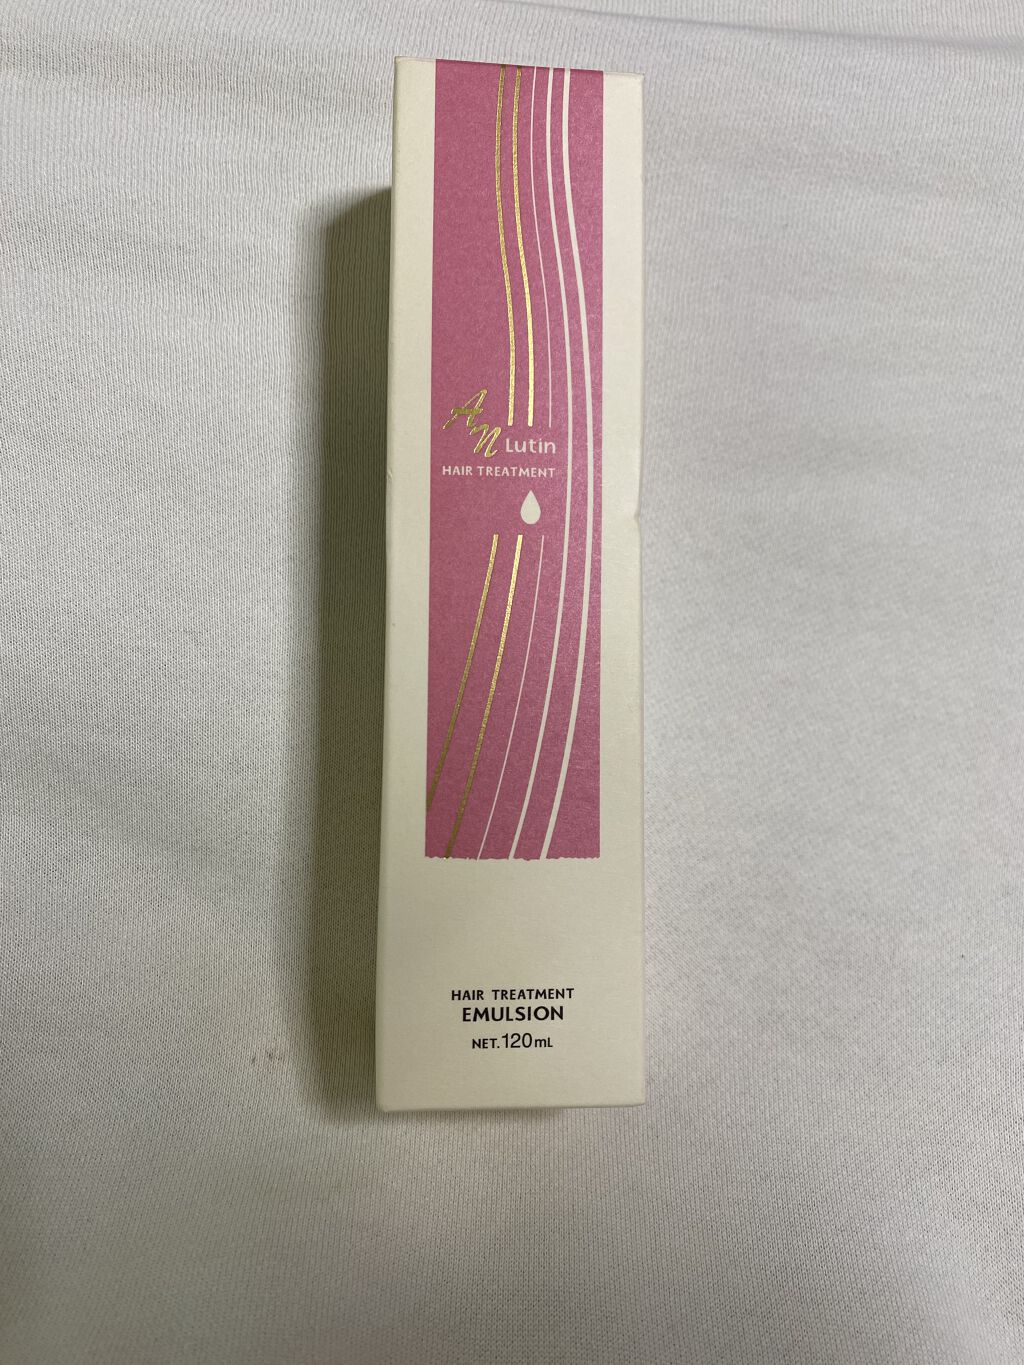 AN Lutin
HAIR TREATMENT
HAIR TREATMENT
EMULSION
NET.120mL